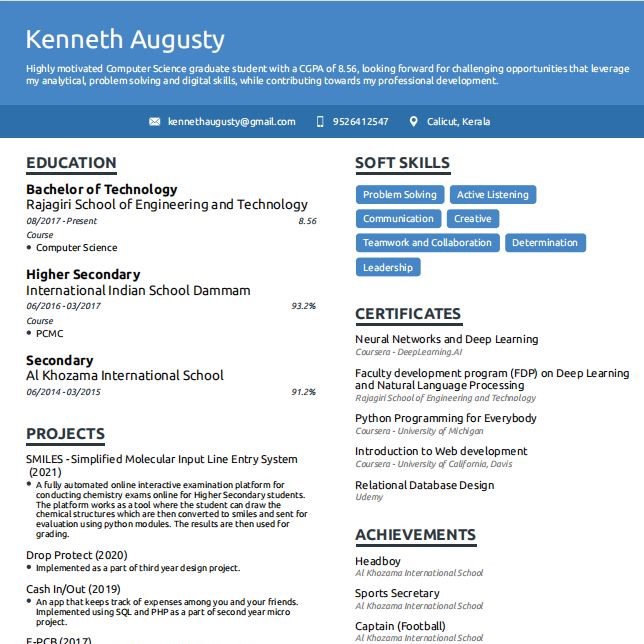 Kenneth Augusty
Highly motivated Computer Science graduate student with a CGPA of 8.56, looking forward for challenging opportunities that leverage
my analytical, problem solving and digital skills, while contributing towards my professional development.
kennethaugusty@gmail.com 9526412547 Calicut, Kerala
EDUCATION
Bachelor of Technology
Rajagiri School of Engineering and Technology
08/2017 - Present 8.56
Course
• Computer Science
Higher Secondary
International Indian School Dammam
06/2016 - 03/2017 93.2%
Course
• PCMC
Secondary
Al Khozama International School
06/2014 - 03/2015 91.2%
PROJECTS
SMILES - Simplified Molecular Input Line Entry System
(2021)
• A fully automated online interactive examination platform for
conducting chemistry exams online for Higher Secondary students.
The platform works as a tool where the student can draw the
chemical structures which are then converted to smiles and sent for
evaluation using python modules. The results are then used for
grading.
Drop Protect (2020)
• Implemented as a part of third year design project.
Cash In/Out (2019)
• An app that keeps track of expenses among you and your friends.
Implemented using SQL and PHP as a part of second year micro
project.
E-PCB (2017)
SOFT SKILLS
Problem Solving Active Listening
Communication Creative
Teamwork and Collaboration Determination
Leadership
CERTIFICATES
Neural Networks and Deep Learning
Coursera - DeepLearning.AI
Faculty development program (FDP) on Deep Learning
and Natural Language Processing
Rajagiri School of Engineering and Technology
Python Programming for Everybody
Coursera - University of Michigan
Introduction to Web development
Coursera - University of California, Davis
Relational Database Design
Udemy
ACHIEVEMENTS
Headboy
Al Khozama International School
Sports Secretary
Al Khozama International School
Captain (Football)
Al Khozama International School